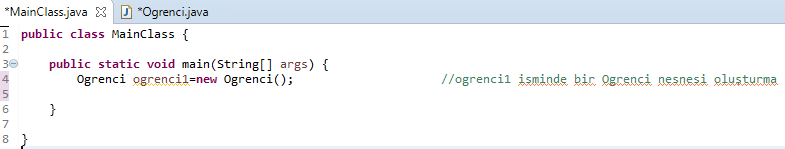 *MainClass.java *Ogrenci.java
1 public class MainClass {
2
3 public static void main(String[] args) {
4 Ogrenci ogrenci1=new Ogrenci(); //ogrenci1 isminde bir Ogrenci nesnesi oluşturma
5
6 }
7
8 }